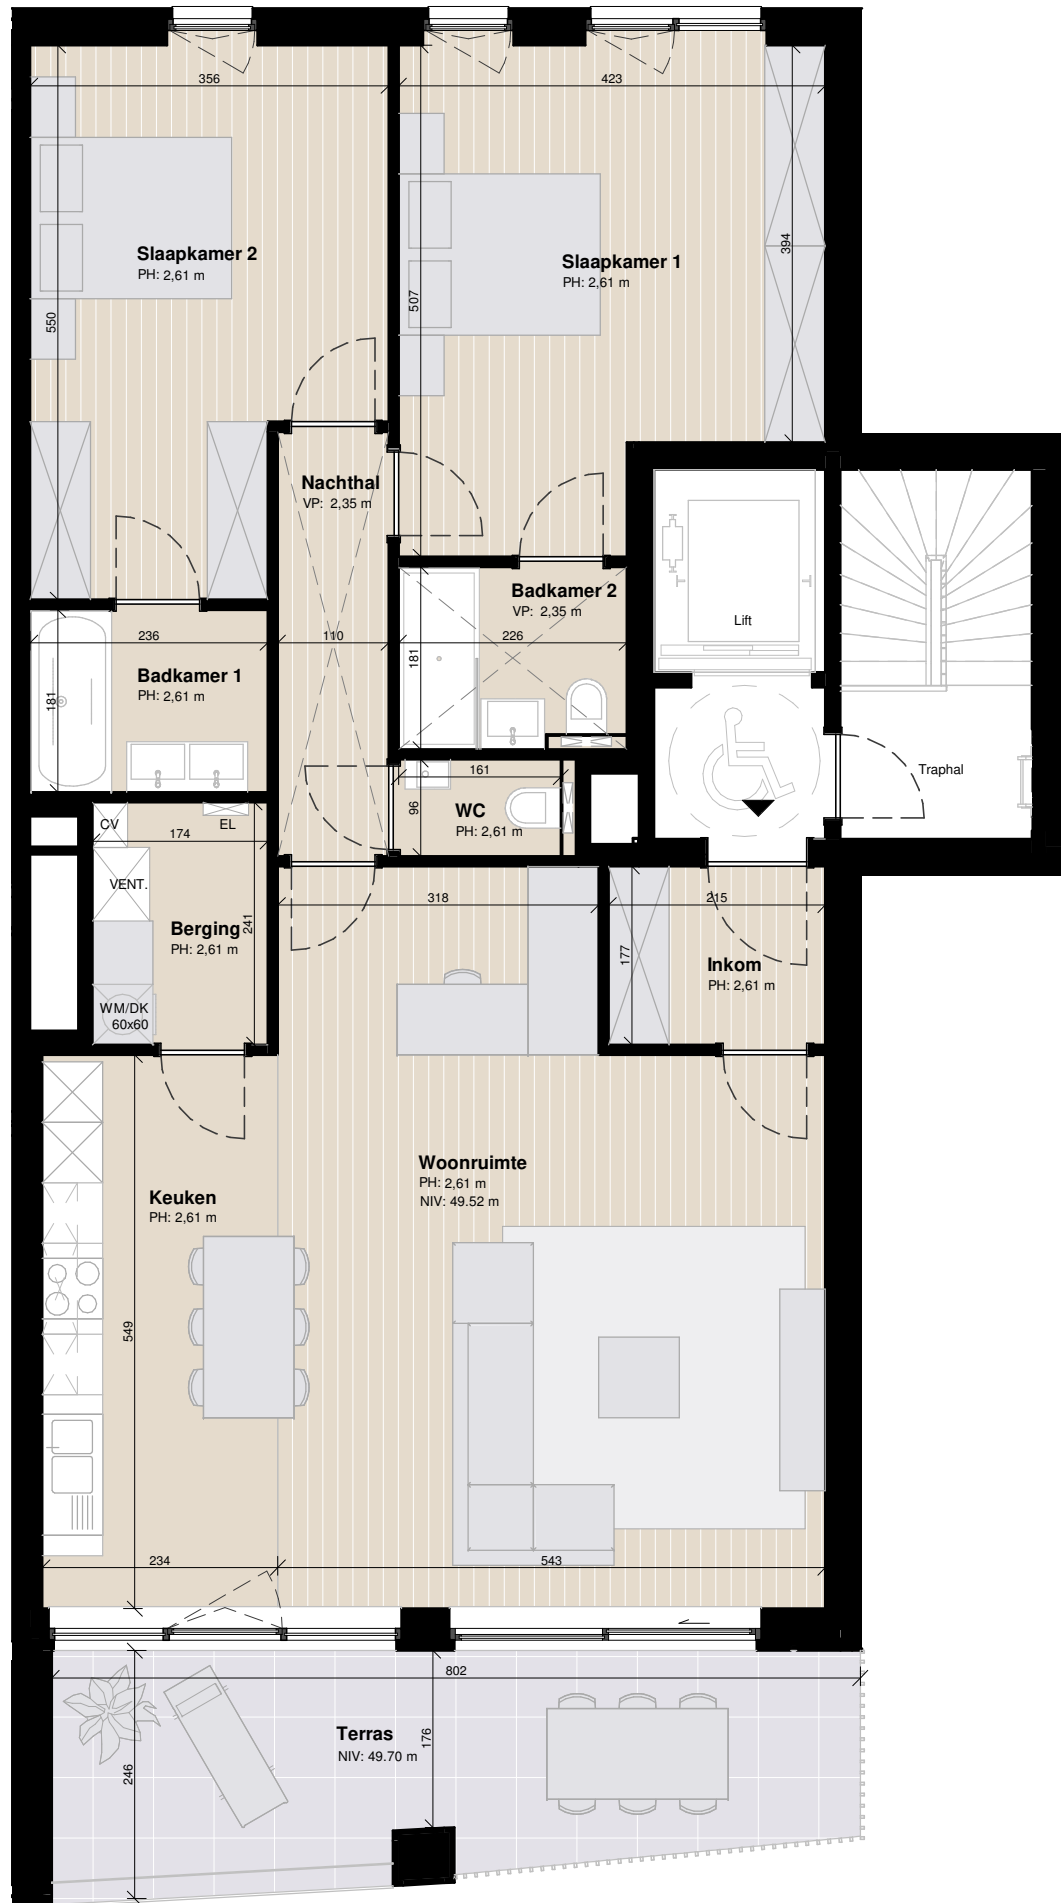 356
423
Slaapkamer 2
PH: 2,61 m
Slaapkamer 1
PH: 2,61 m
394
507
550
Nachthal
VP: 2,35 m
Badkamer 2
VP: 2,35 m
Lift
236
110
226
181
Badkamer 1
PH: 2,61 m
181
161
WC
PH: 2,61 m
96
Traphal
CV
EL
174
VENT.
241
Berging
PH: 2,61 m
WM/DK
60x60
318
215
177
Inkom
PH: 2,61 m
Woonruimte
PH: 2,61 m
NIV: 49.52 m
Keuken
PH: 2,61 m
549
234
543
802
Terras
NIV: 49.70 m
176
246